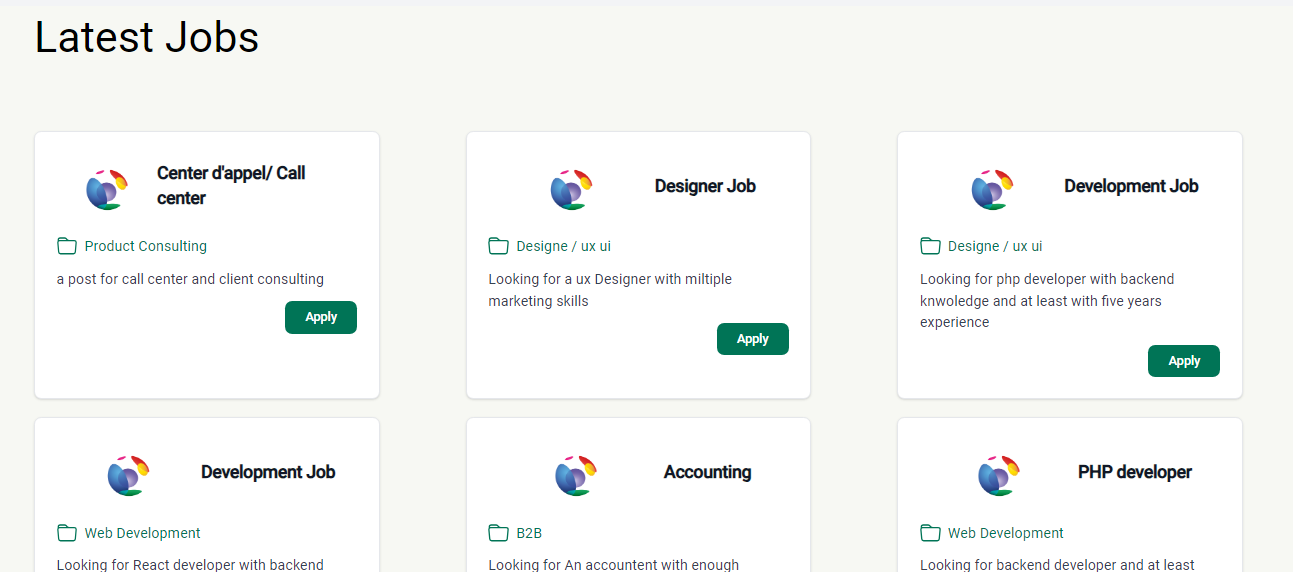 Latest Jobs
Center d'appel/ Call
center
Product Consulting
a post for call center and client consulting
Apply
Designer Job
Designe / ux ui
Looking for a ux Designer with miltiple
marketing skills
Apply
Development Job
Designe / ux ui
Looking for php developer with backend
knwoledge and at least with five years
experience
Apply
Development Job
Web Development
Looking for React developer with backend
Accounting
B2B
Looking for An accountent with enough
PHP developer
Web Development
Looking for backend developer and at least